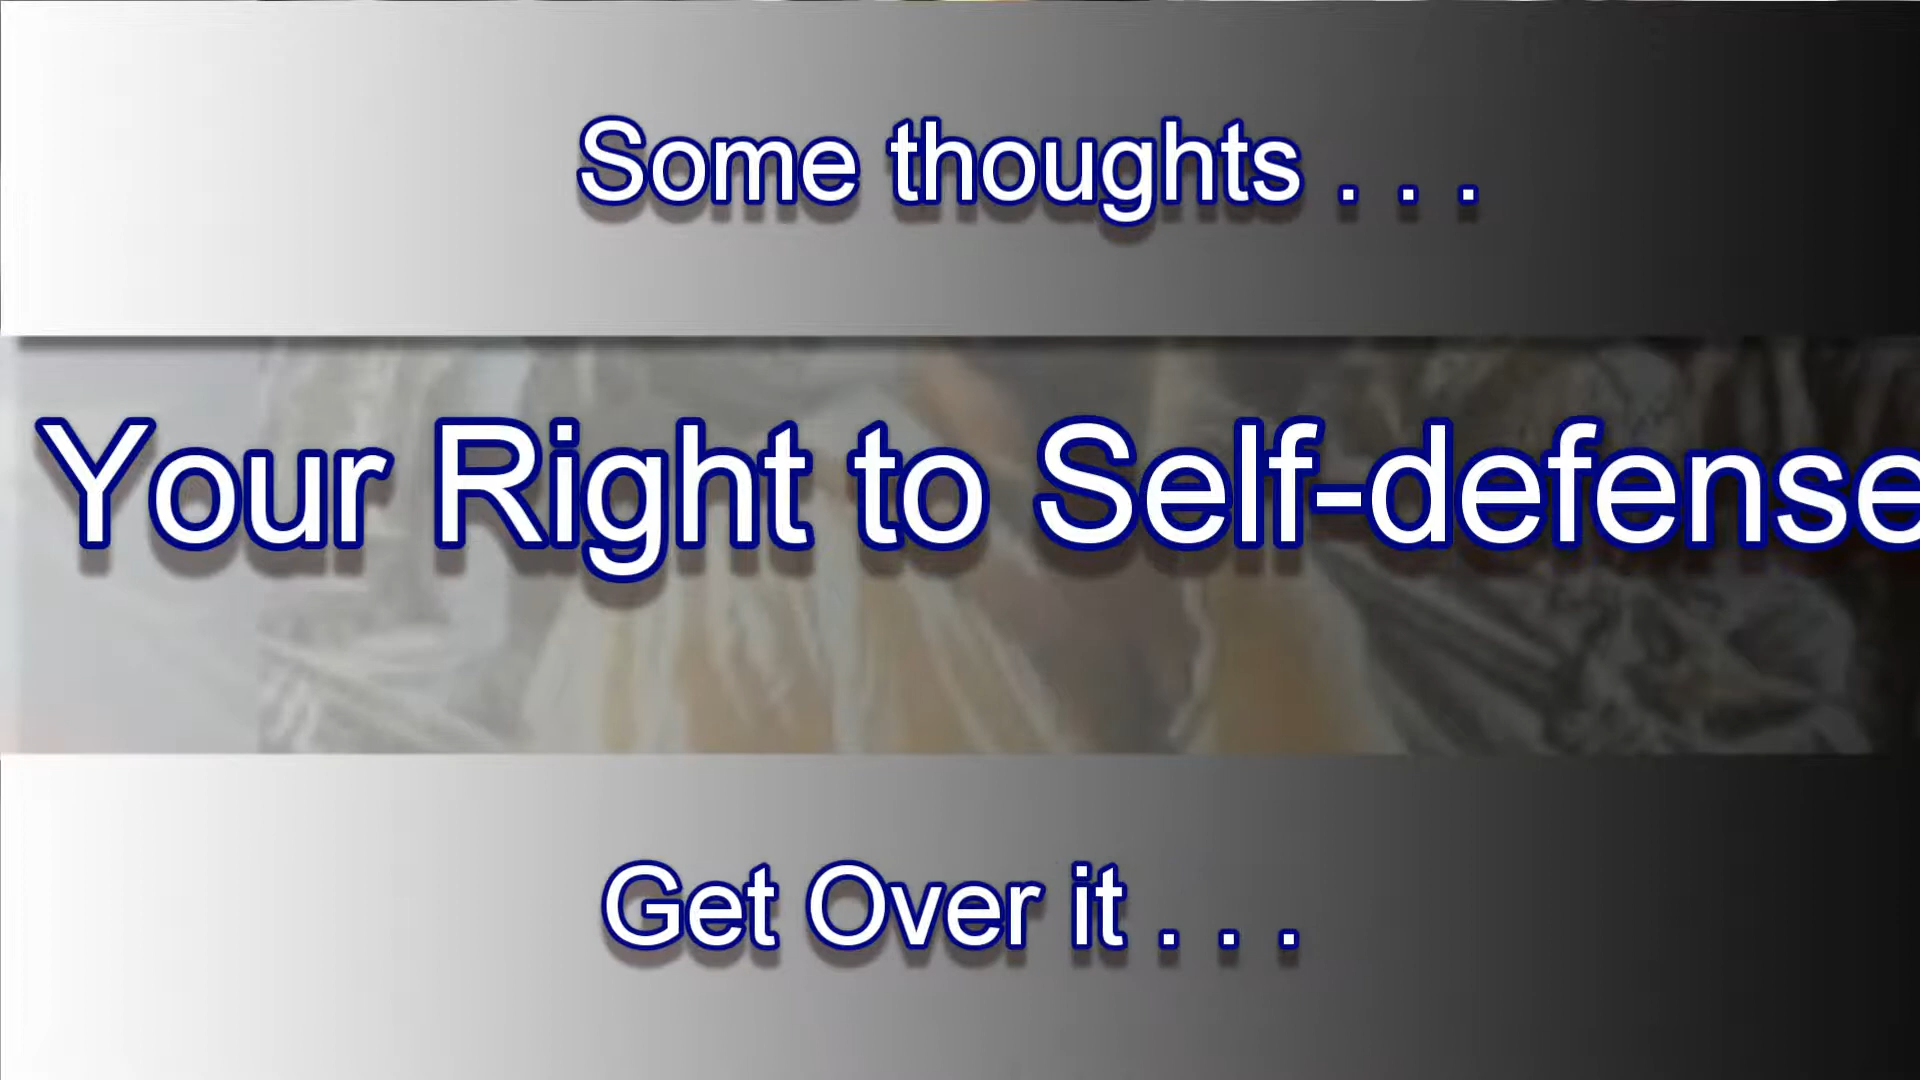 Some thoughts . . .
Your Right to Self-defense
Get Over it . . .